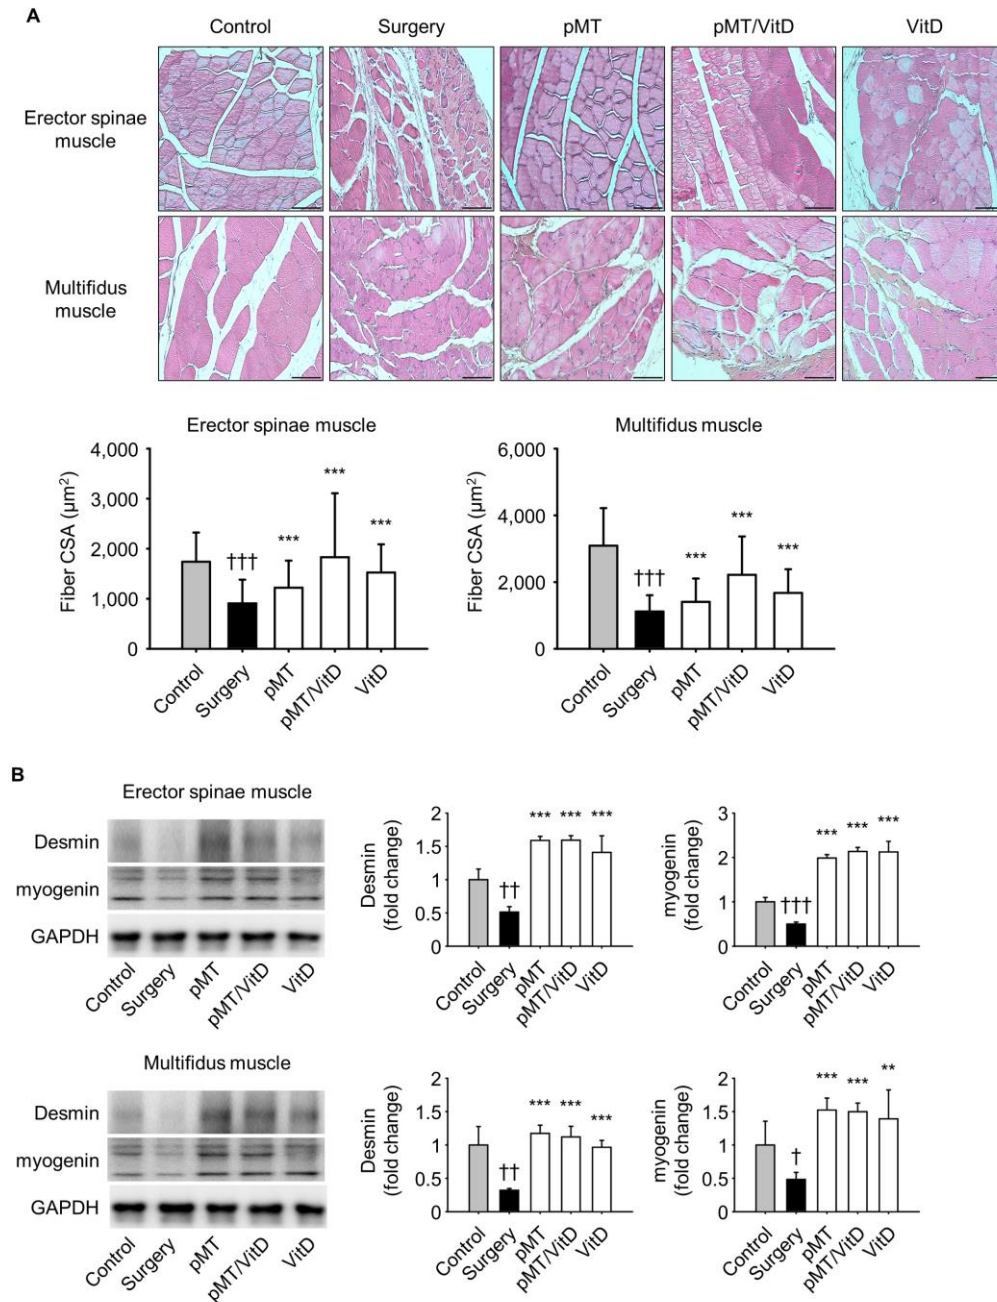 A
Control Surgery pMT pMT/VitD VitD
Erector spinae
muscle
Multifidus
muscle
Erector spinae muscle
Fiber CSA (µm²)
4,000
3,000
2,000
1,000
0
††† *** *** ***
Control Surgery pMT pMT/VitD VitD
Multifidus muscle
Fiber CSA (µm²)
6,000
4,000
2,000
0
††† *** *** ***
Control Surgery pMT pMT/VitD VitD
B
Erector spinae muscle
Desmin
myogenin
GAPDH
Control Surgery pMT pMT/VitD VitD
Desmin
(fold change)
2
1.5
1
0.5
0
†† *** *** ***
Control Surgery pMT pMT/VitD VitD
myogenin
(fold change)
3
2
1
0
††† *** *** ***
Control Surgery pMT pMT/VitD VitD
Multifidus muscle
Desmin
myogenin
GAPDH
Control Surgery pMT pMT/VitD VitD
Desmin
(fold change)
2
1.5
1
0.5
0
†† *** *** ***
Control Surgery pMT pMT/VitD VitD
myogenin
(fold change)
2
1.5
1
0.5
0
† *** *** **
Control Surgery pMT pMT/VitD VitD